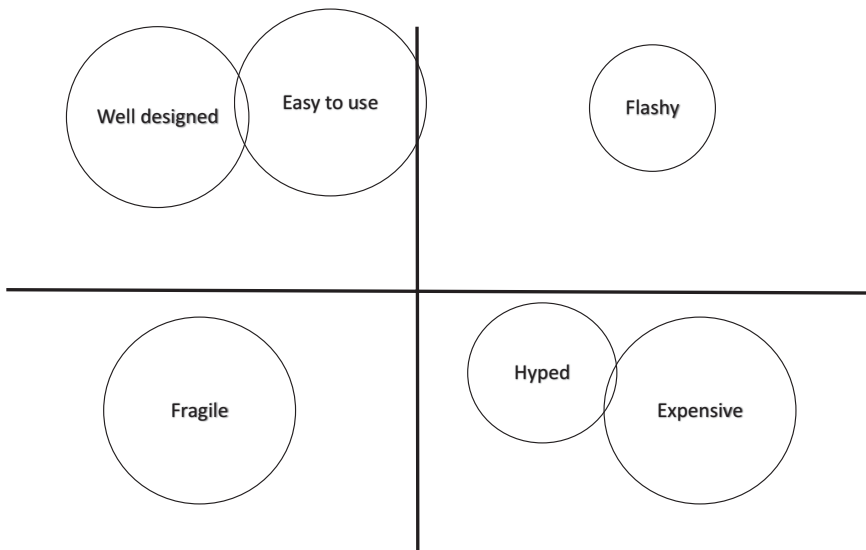 Well designed
Easy to use
Flashy
Hyped
Fragile
Expensive